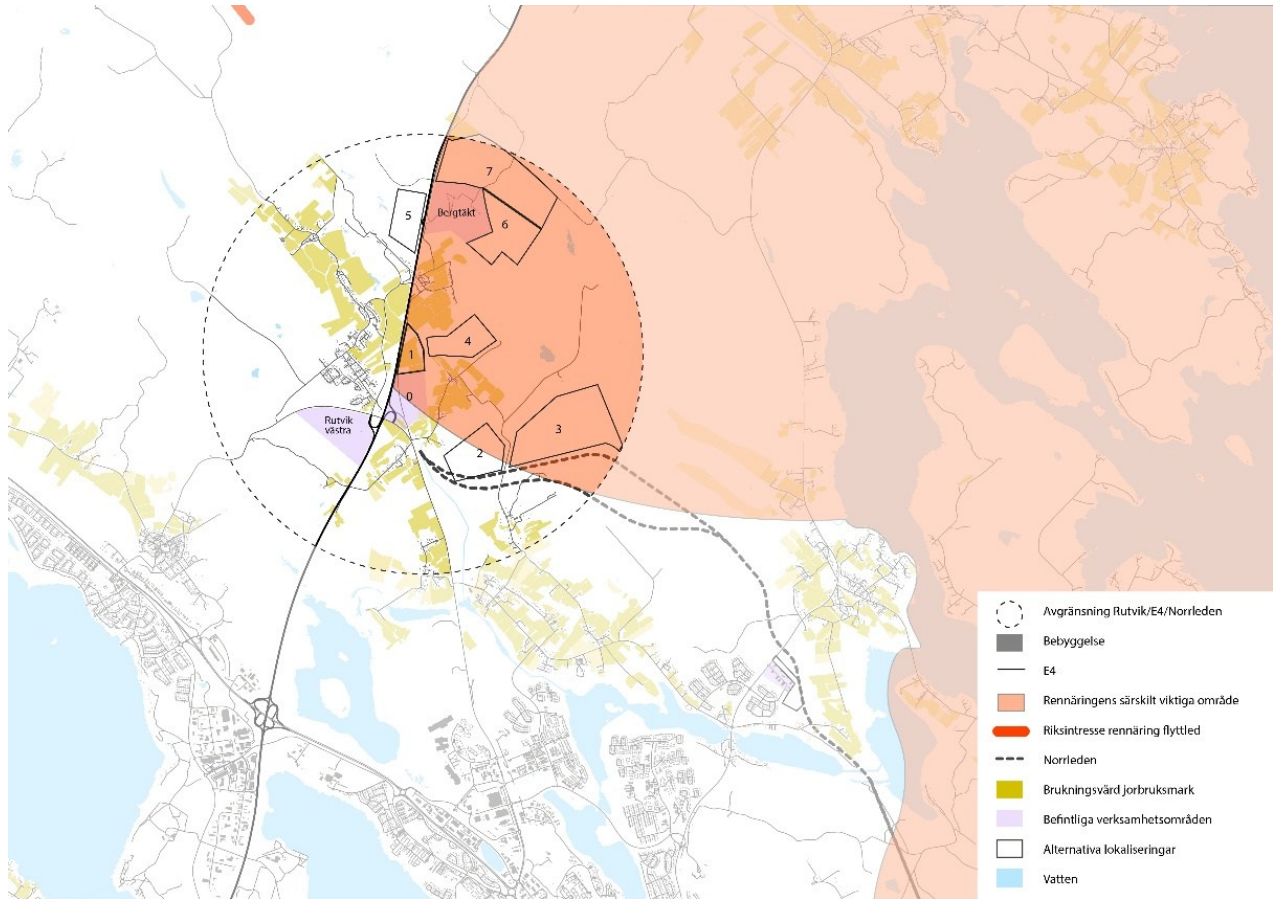 7
5
Bergtäkt
6
1
4
0
Rutvik
västra
3
2
Avgränsning Rutvik/E4/Norrleden
Bebyggelse
E4
Rennäringens särskilt viktiga område
Riksintresse rennäring flyttled
Norrleden
Brukningsvärd jorbruksmark
Befintliga verksamhetsområden
Alternativa lokaliseringar
Vatten